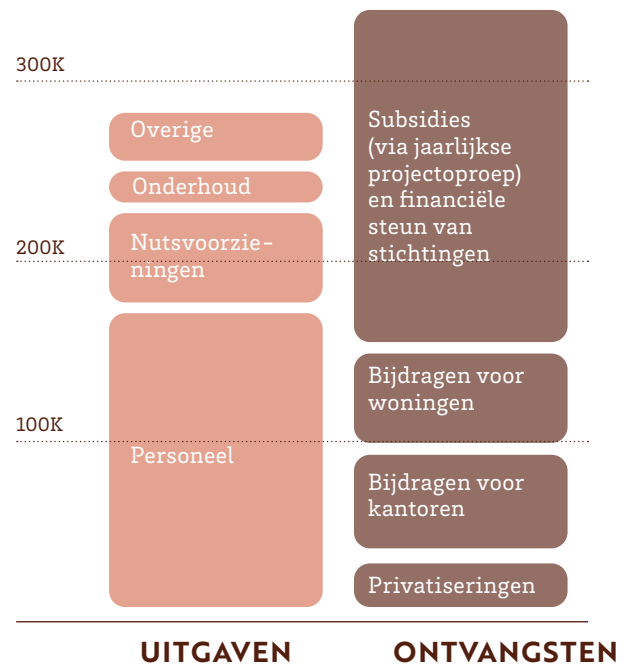 300K
200K
100K
Overige
Onderhoud
Nutsvoorzie-
ningen
Personeel
Subsidies
(via jaarlijkse
projectoproep)
en financiële
steun van
stichtingen
Bijdragen voor
woningen
Bijdragen voor
kantoren
Privatiseringen
UITGAVEN
ONTVANGSTEN